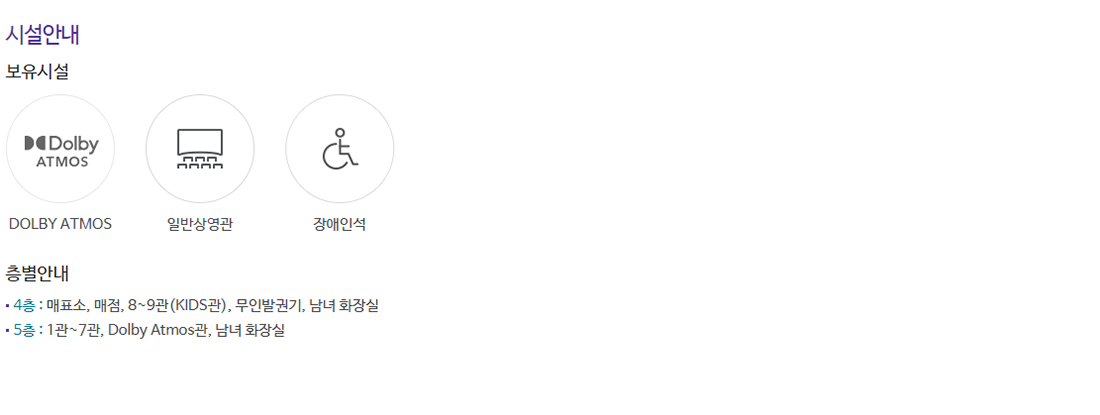 시설안내
보유시설
Dolby
ATMOS
DOLBY ATMOS 일반상영관 장애인석
층별안내
4층 : 매표소, 매점, 8~9관(KIDS관), 무인발권기, 남녀 화장실
5층 : 1관~7관, Dolby Atmos관, 남녀 화장실